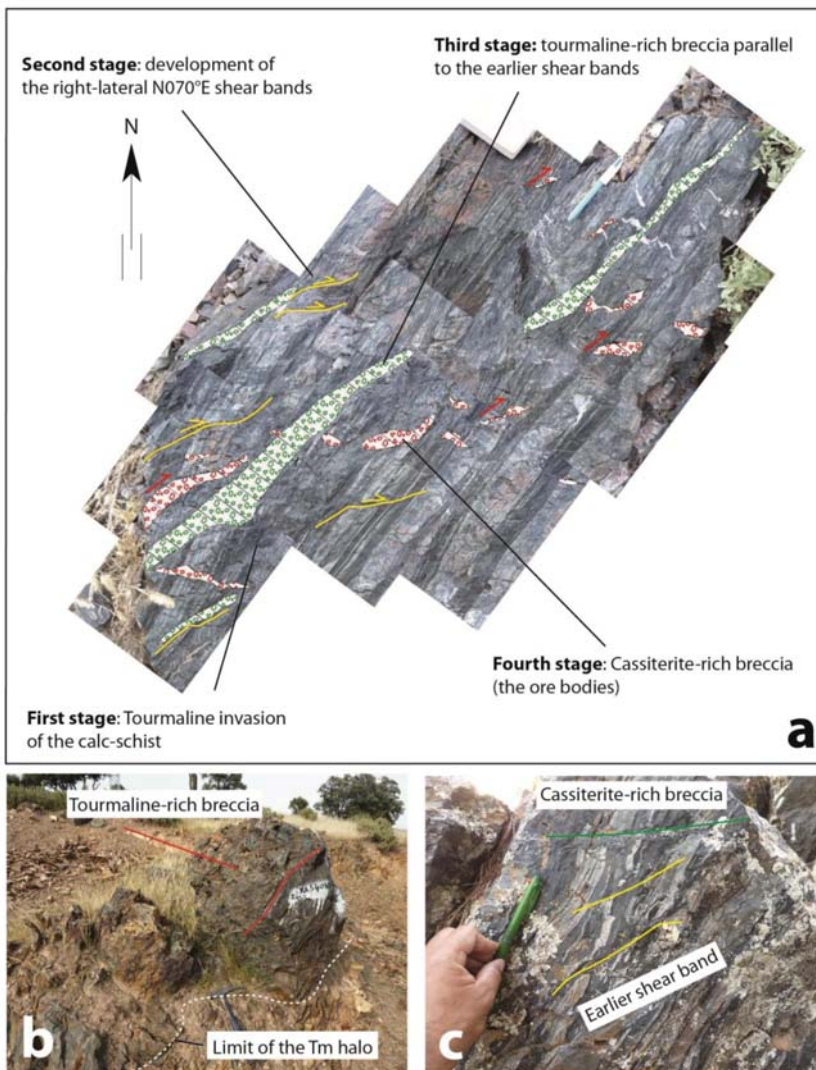 Second stage: development of
the right-lateral N070°E shear bands
Third stage: tourmaline-rich breccia parallel
to the earlier shear bands
N
Fourth stage: Cassiterite-rich breccia
(the ore bodies)
First stage: Tourmaline invasion
of the calc-schist
a
Tourmaline-rich breccia
Limit of the Tm halo
b
Cassiterite-rich breccia
Earlier shear band
c